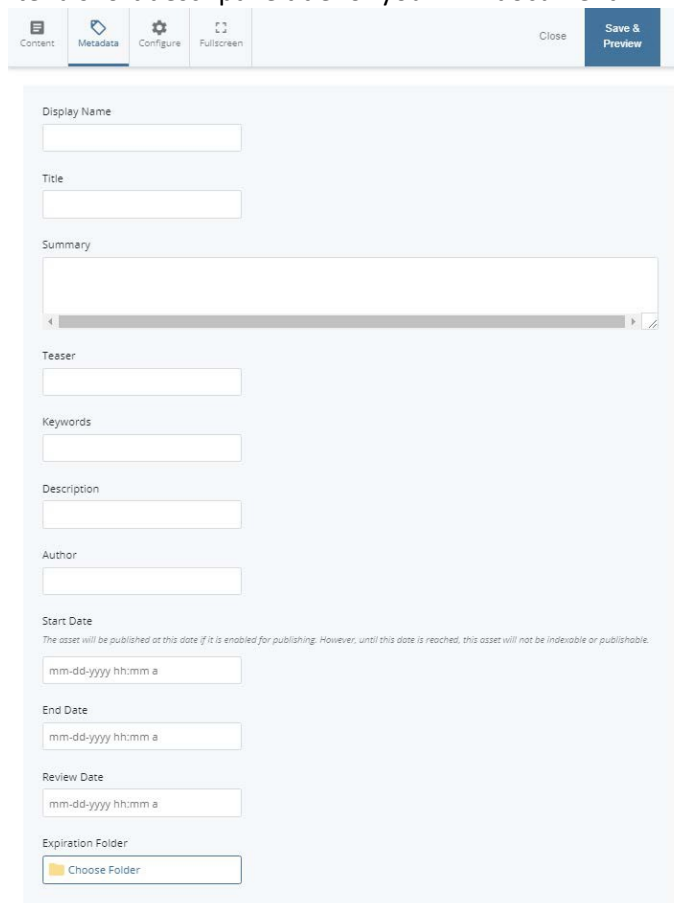 Content Metadata Configure Fullscreen Close Save &
Preview
Display Name
Title
Summary
Teaser
Keywords
Description
Author
Start Date
The asset will be published at this date if it is enabled for publishing. However, until this date is reached, this asset will not be indexable or publishable.
mm-dd-yyyy hh:mm a
End Date
mm-dd-yyyy hh:mm a
Review Date
mm-dd-yyyy hh:mm a
Expiration Folder
Choose Folder